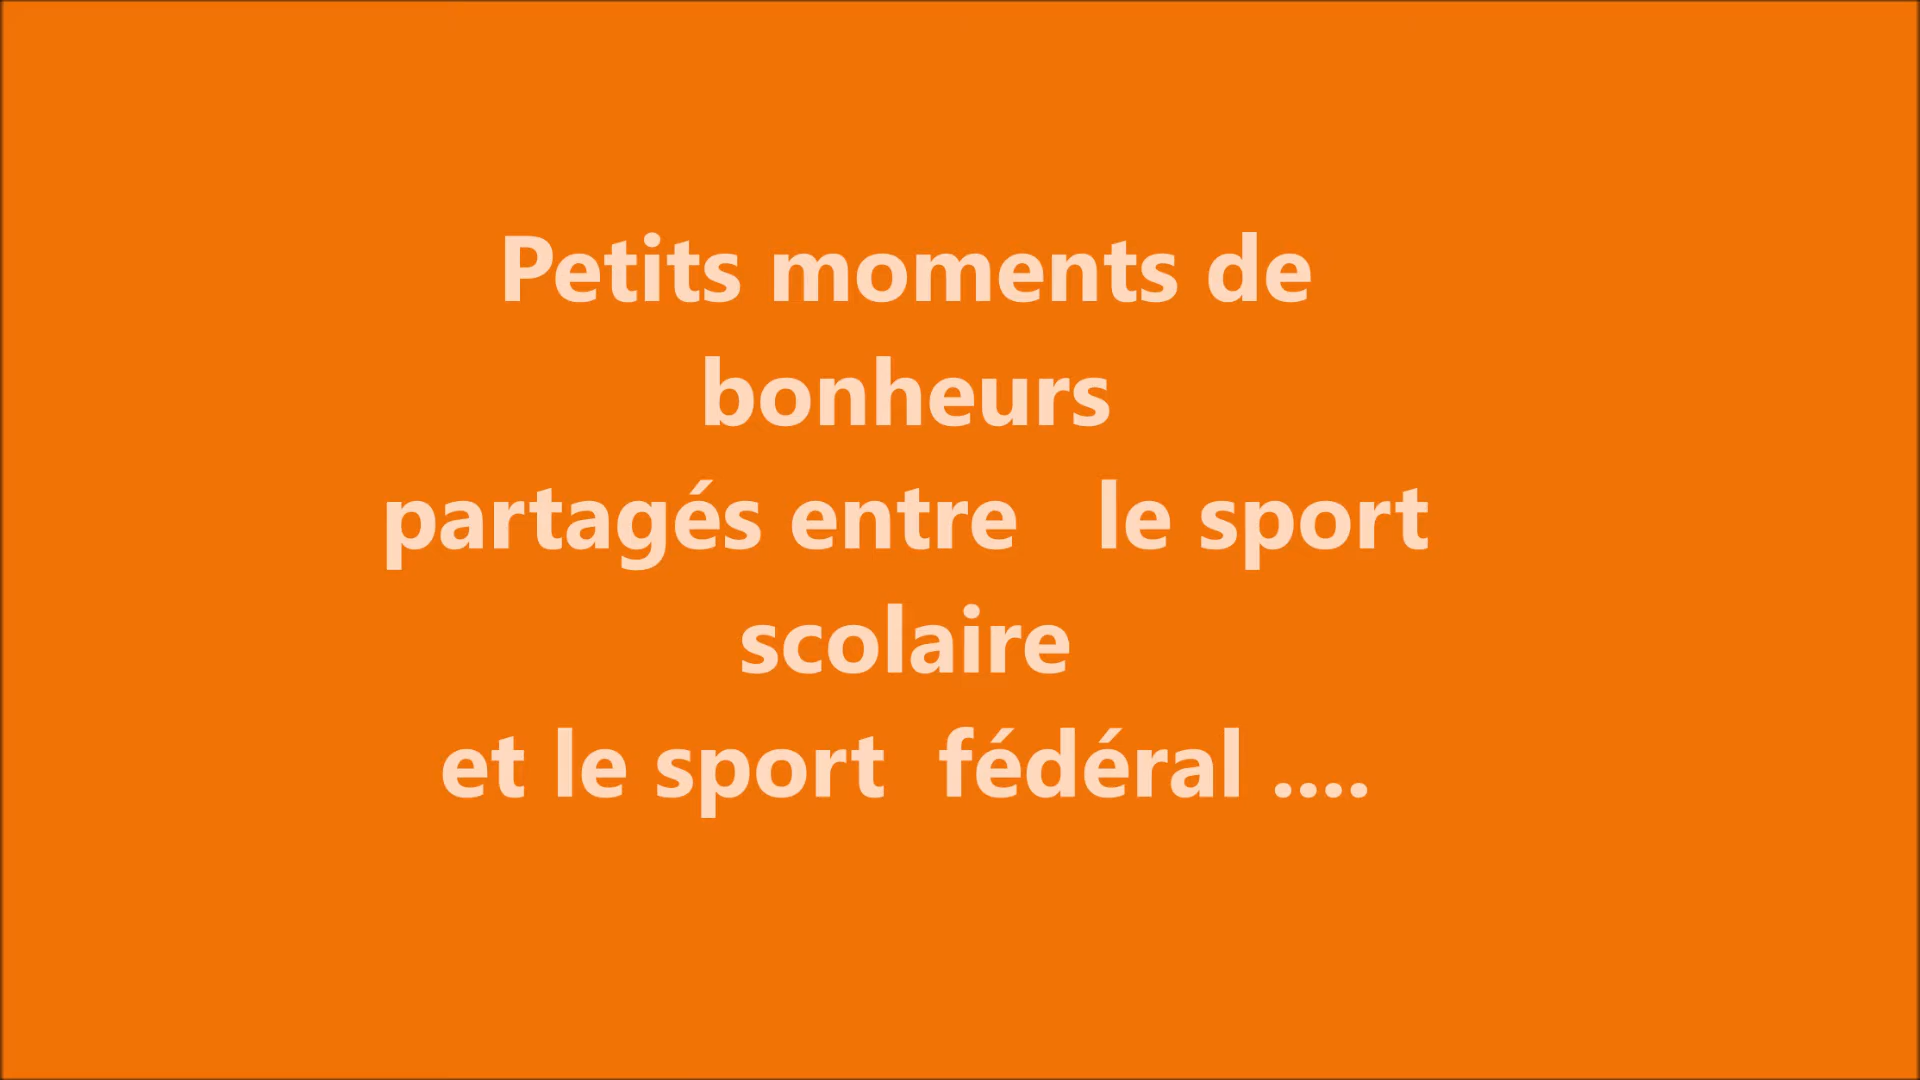 Petits moments de
bonheurs
partagés entre   le sport
scolaire
et le sport  fédéral ....